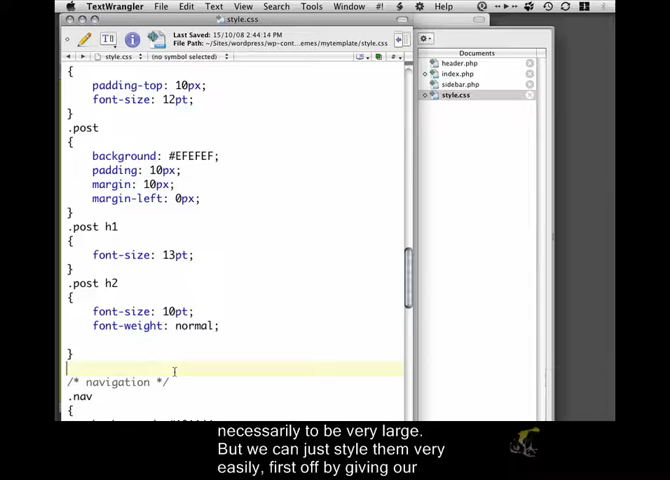 TextWrangler File Edit Text View Search Tools Window #! Help
style.css
Last Saved: 15/10/08 2:44:14 PM
File Path: ~/Sites/wordpress/wp-cont...emes/mytemplate/style.css
style.css (no symbol selected)
Documents
header.php
index.php
sidebar.php
style.css
{
padding-top: 10px;
font-size: 12pt;
}
.post
{
background: #EFEFEF;
padding: 10px;
margin: 10px;
margin-left: 0px;
}
.post h1
{
font-size: 13pt;
}
.post h2
{
font-size: 10pt;
font-weight: normal;
}
/* navigation */
.nav
{
necessarily to be very large.
But we can just style them very
easily, first off by giving our